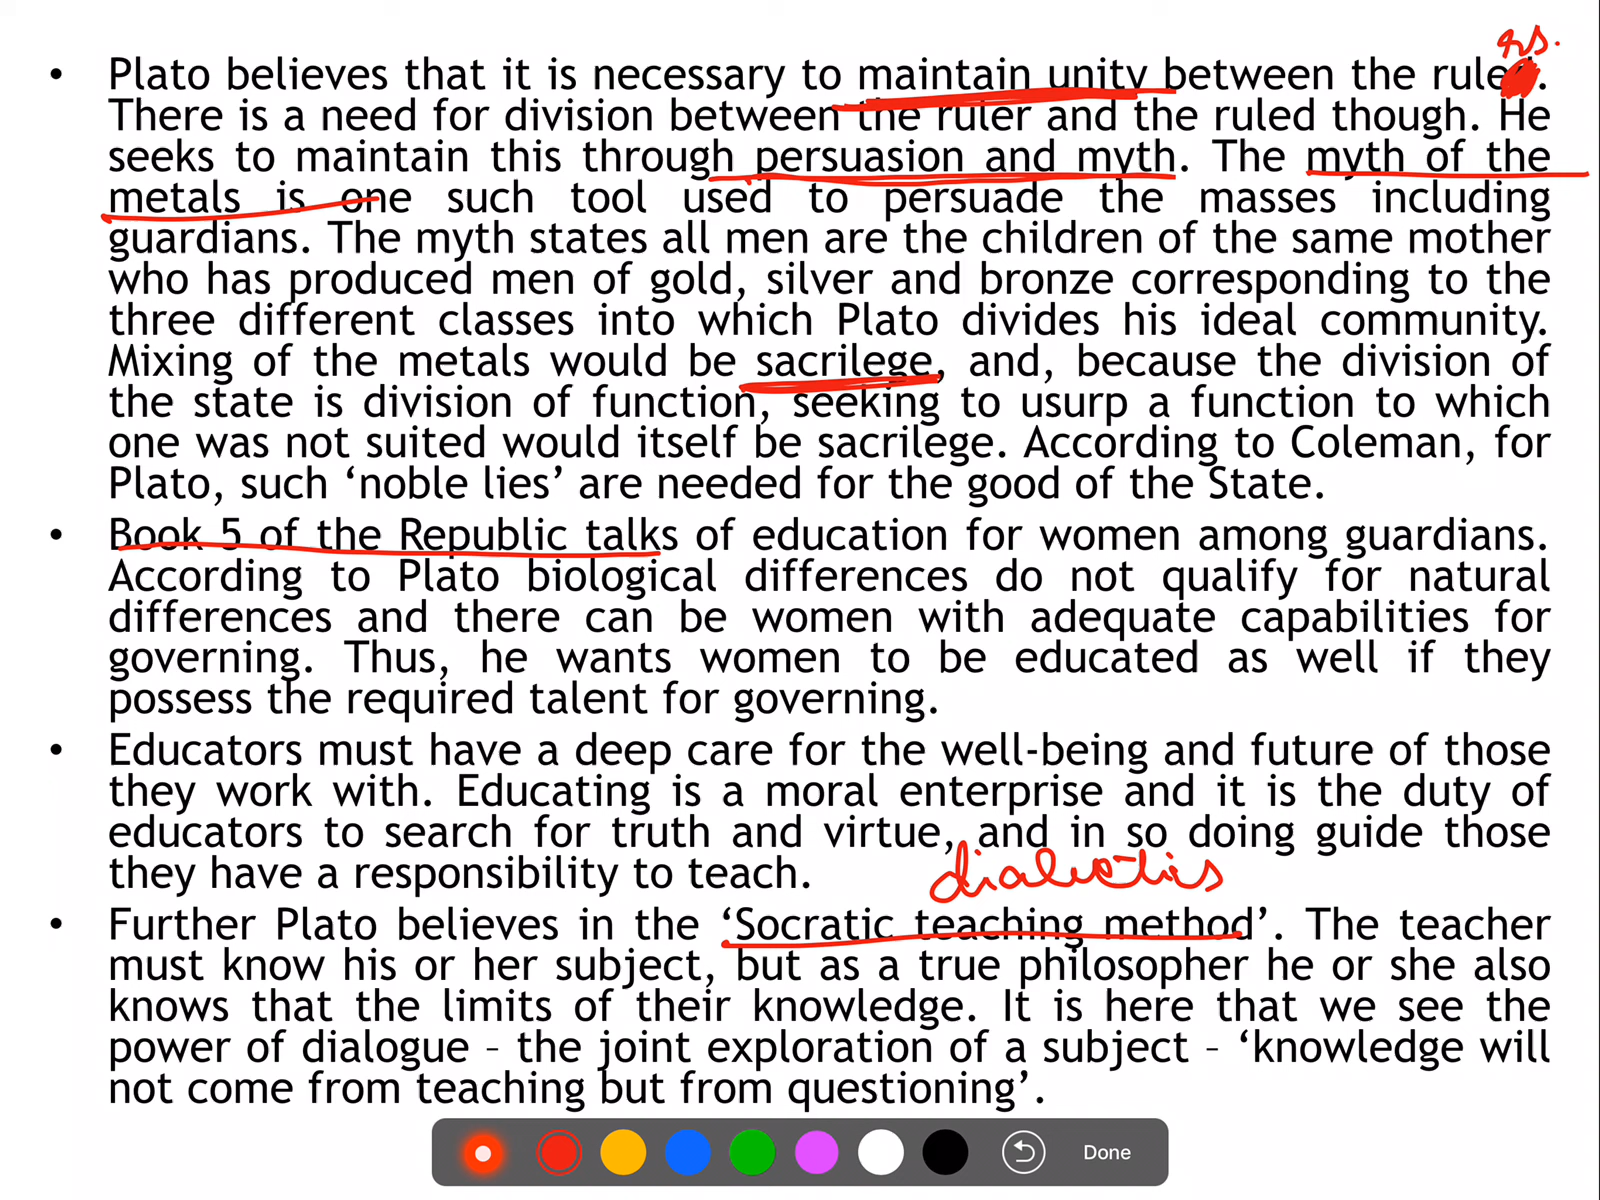 rs.
• Plato believes that it is necessary to maintain unity between the ruled.
There is a need for division between the ruler and the ruled though. He
seeks to maintain this through persuasion and myth. The myth of the
metals is one such tool used to persuade the masses including
guardians. The myth states all men are the children of the same mother
who has produced men of gold, silver and bronze corresponding to the
three different classes into which Plato divides his ideal community.
Mixing of the metals would be sacrilege, and, because the division of
the state is division of function, seeking to usurp a function to which
one was not suited would itself be sacrilege. According to Coleman, for
Plato, such ‘noble lies’ are needed for the good of the State.
• Book 5 of the Republic talks of education for women among guardians.
According to Plato biological differences do not qualify for natural
differences and there can be women with adequate capabilities for
governing. Thus, he wants women to be educated as well if they
possess the required talent for governing.
• Educators must have a deep care for the well-being and future of those
they work with. Educating is a moral enterprise and it is the duty of
educators to search for truth and virtue, and in so doing guide those
they have a responsibility to teach.
dialectics
• Further Plato believes in the ‘Socratic teaching method’. The teacher
must know his or her subject, but as a true philosopher he or she also
knows that the limits of their knowledge. It is here that we see the
power of dialogue – the joint exploration of a subject – ‘knowledge will
not come from teaching but from questioning’.
Done